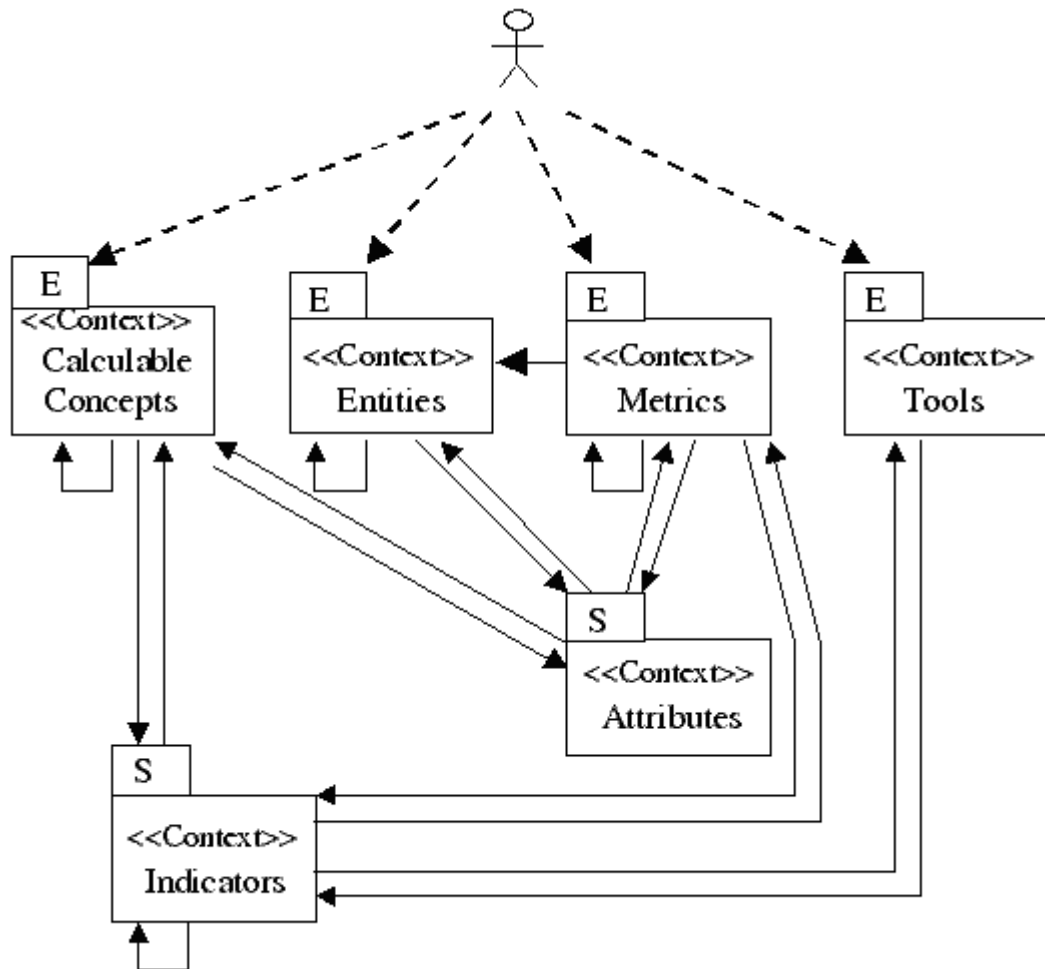 E
<<Context>>
Calculable
Concepts
E
<<Context>>
Entities
E
<<Context>>
Metrics
E
<<Context>>
Tools
S
<<Context>>
Attributes
S
<<Context>>
Indicators